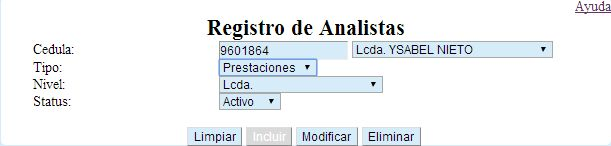 Ayuda
Registro de Analistas
Cedula: 9601864 Lcda. YSABEL NIETO
Tipo: Prestaciones
Nivel: Lcda.
Status: Activo
Limpiar Incluir Modificar Eliminar